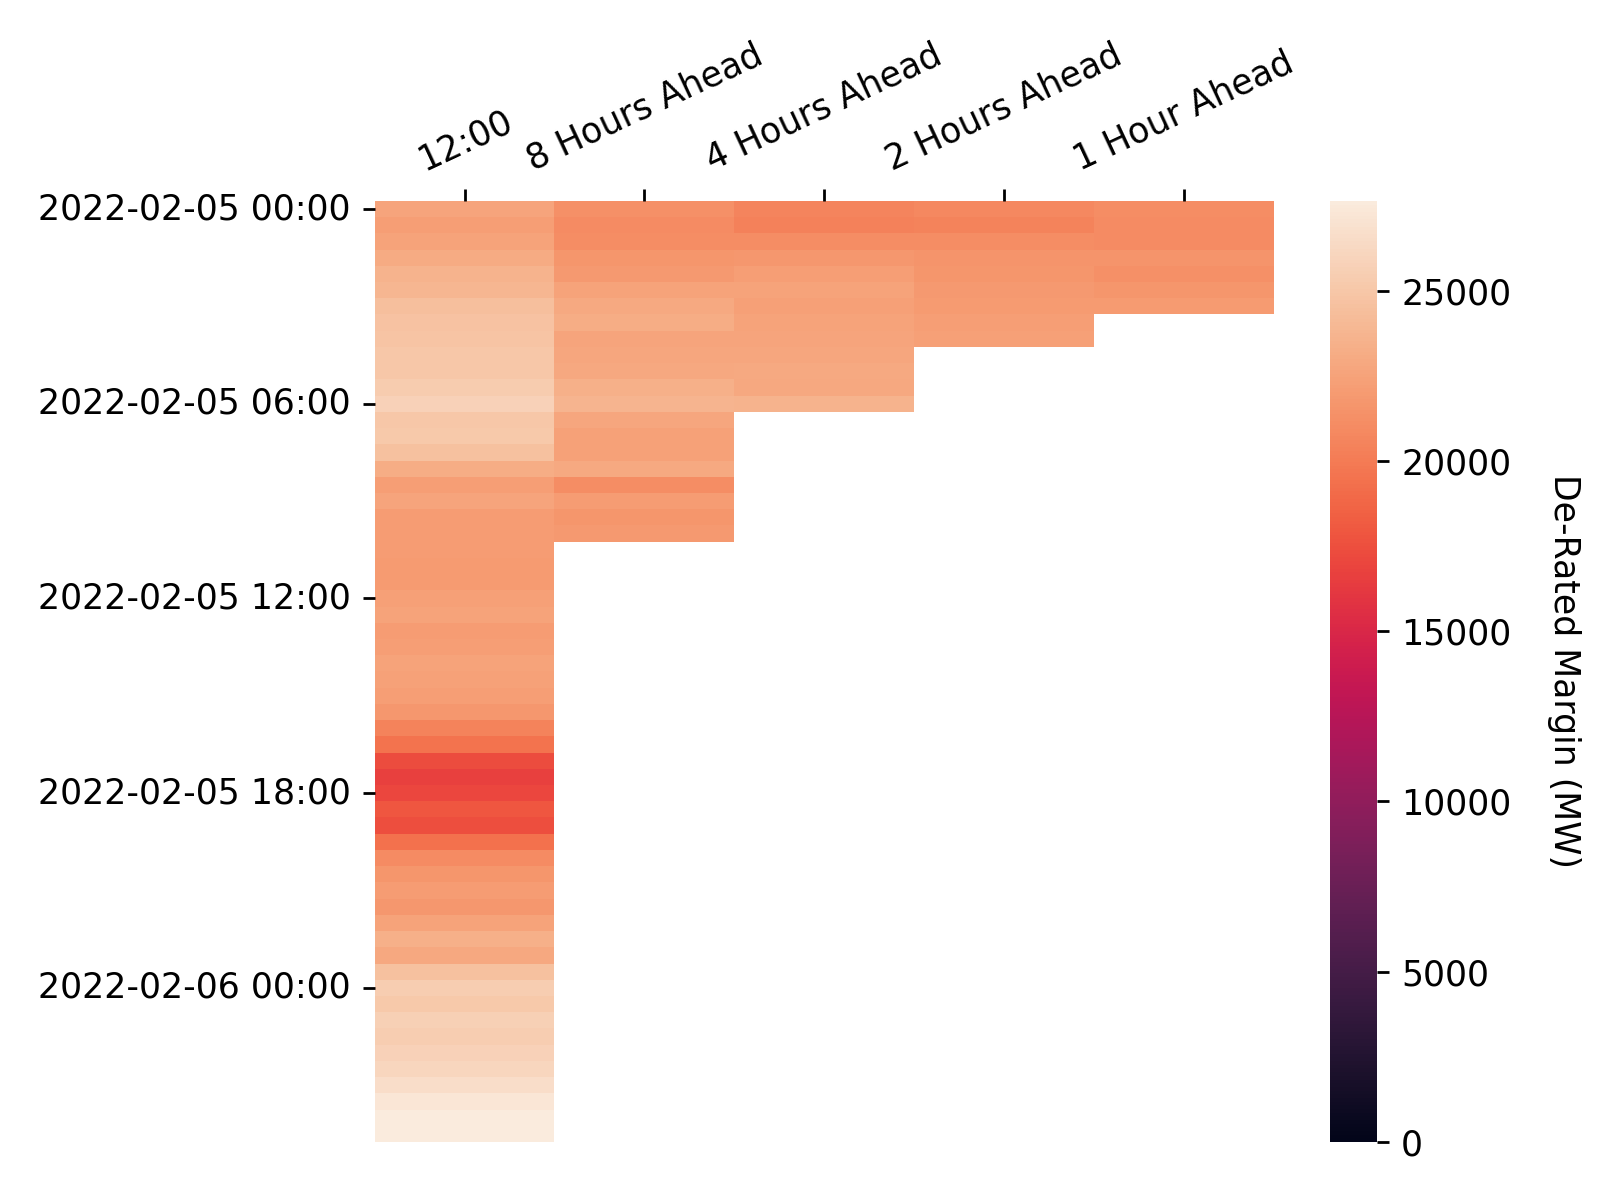 12:00
8 Hours Ahead
4 Hours Ahead
2 Hours Ahead
1 Hour Ahead
2022-02-05 00:00
2022-02-05 06:00
2022-02-05 12:00
2022-02-05 18:00
2022-02-06 00:00
25000
20000
15000
10000
5000
0
De-Rated Margin (MW)